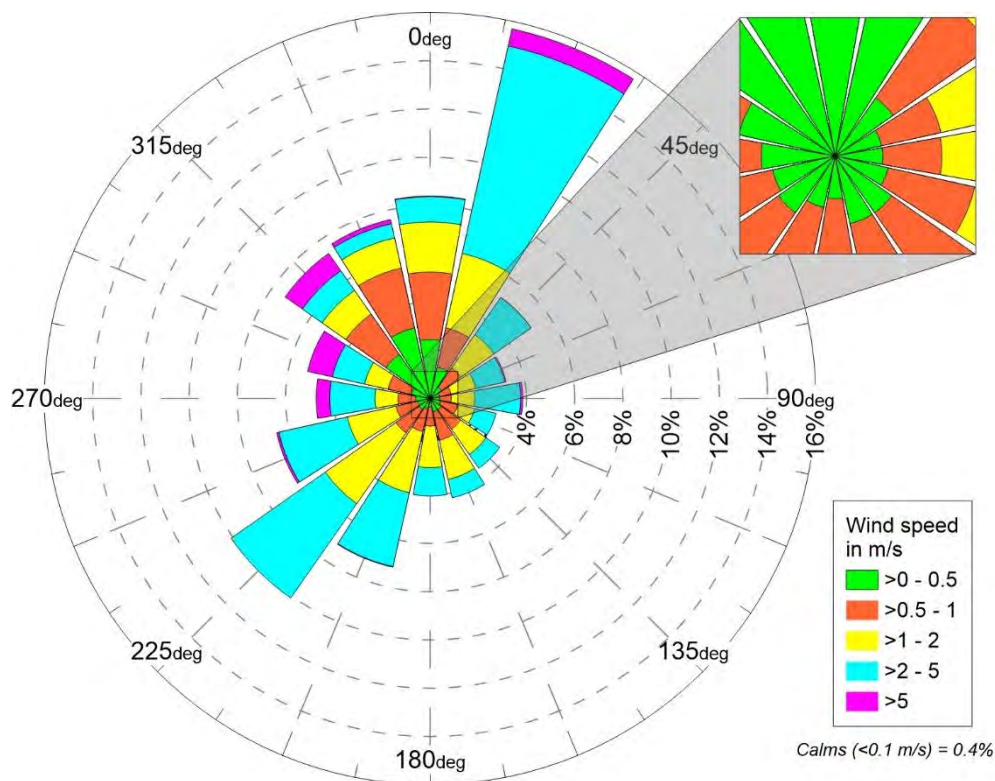 0deg
315deg
45deg
270deg
90deg
4%
6%
8%
10%
12%
14%
16%
225deg
135deg
180deg
Wind speed
in m/s
>0 - 0.5
>0.5 - 1
>1 - 2
>2 - 5
>5
Calms (<0.1 m/s) = 0.4%